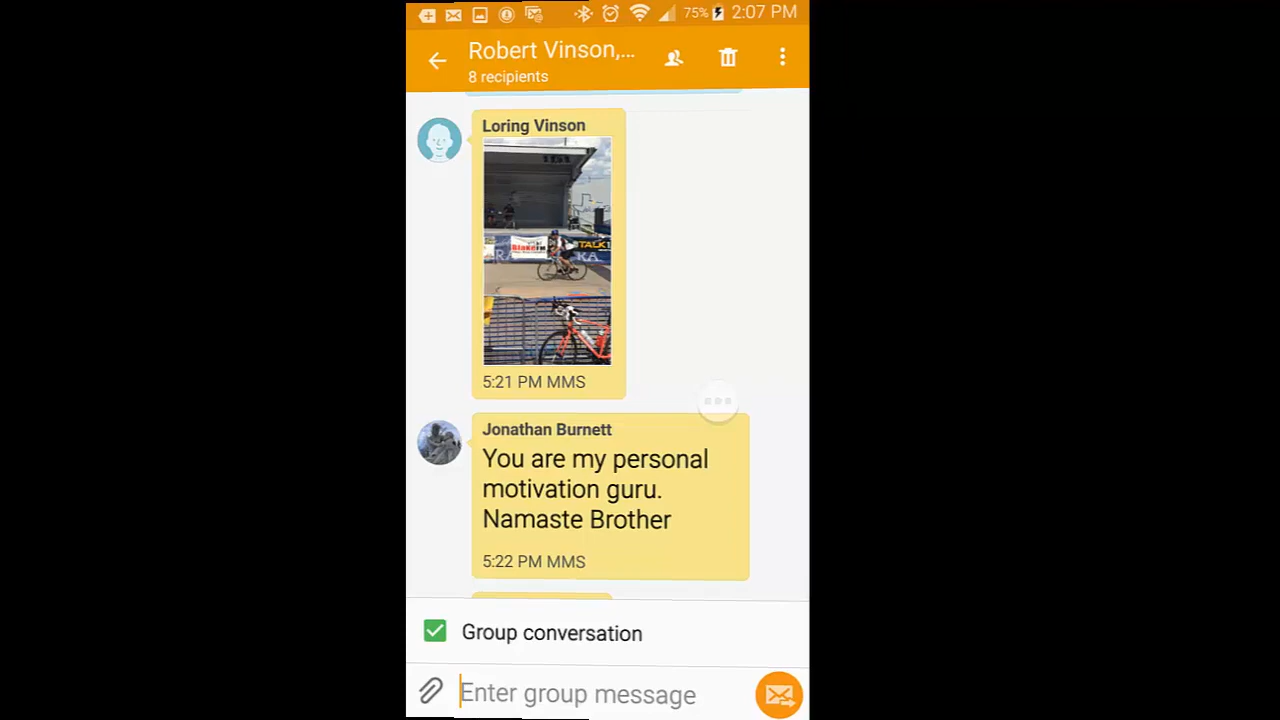 75% 2:07 PM
Robert Vinson,...
8 recipients
Loring Vinson
TALK
5:21 PM MMS
Jonathan Burnett
You are my personal
motivation guru.
Namaste Brother
5:22 PM MMS
Group conversation
Enter group message